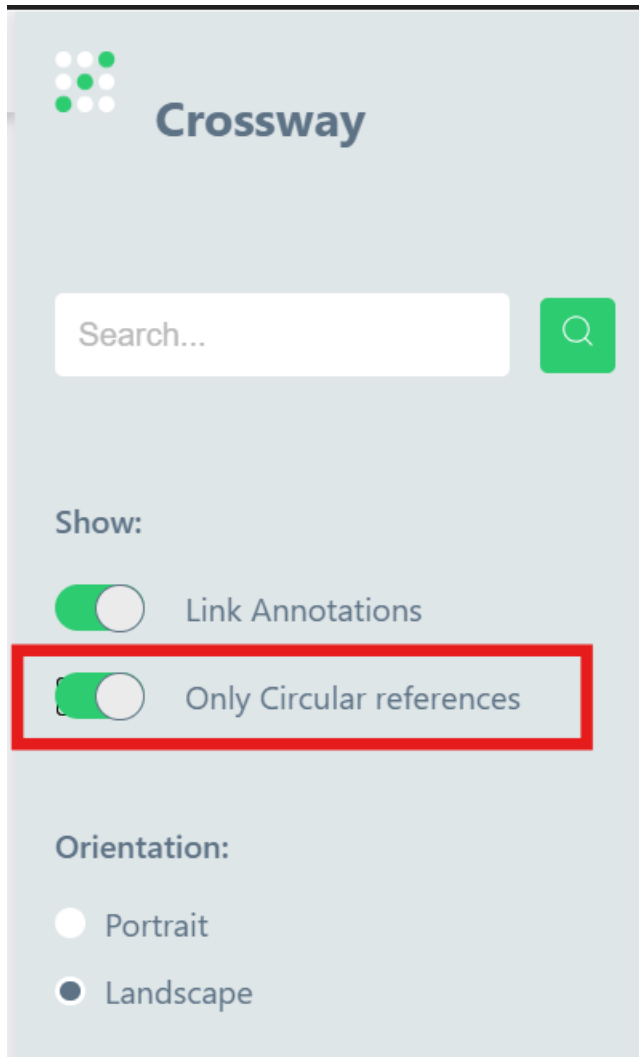 Crossway
Search...
Show:
Link Annotations
Only Circular references
Orientation:
Portrait
Landscape